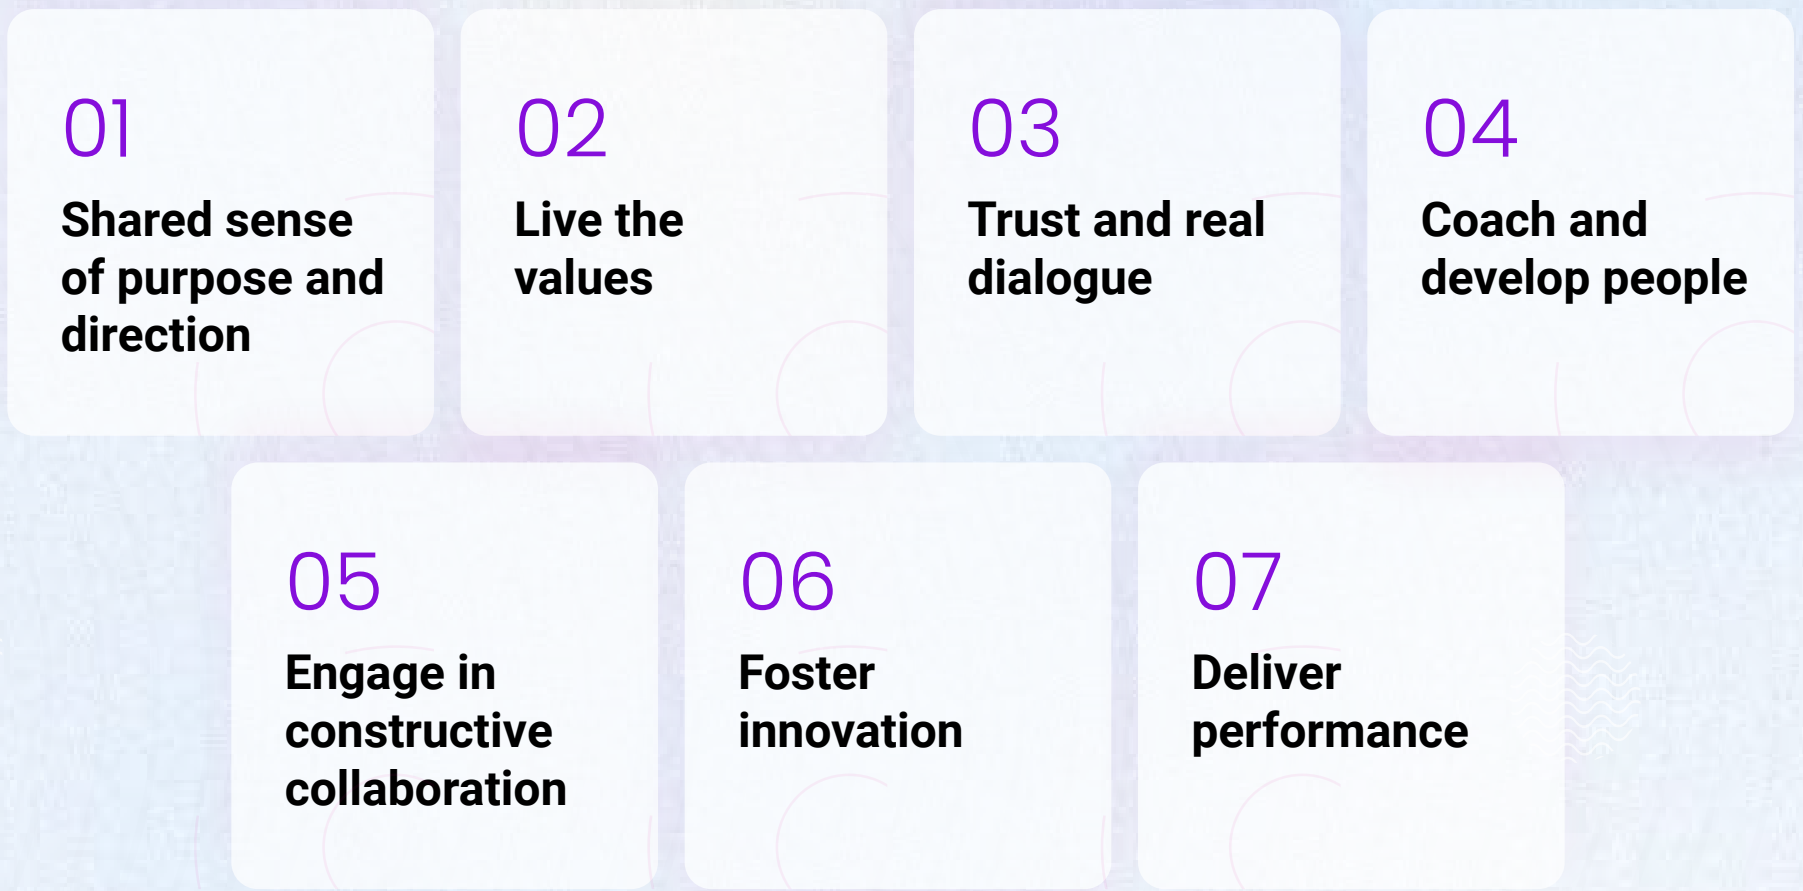 01
Shared sense
of purpose and
direction
02
Live the
values
03
Trust and real
dialogue
04
Coach and
develop people
05
Engage in
constructive
collaboration
06
Foster
innovation
07
Deliver
performance